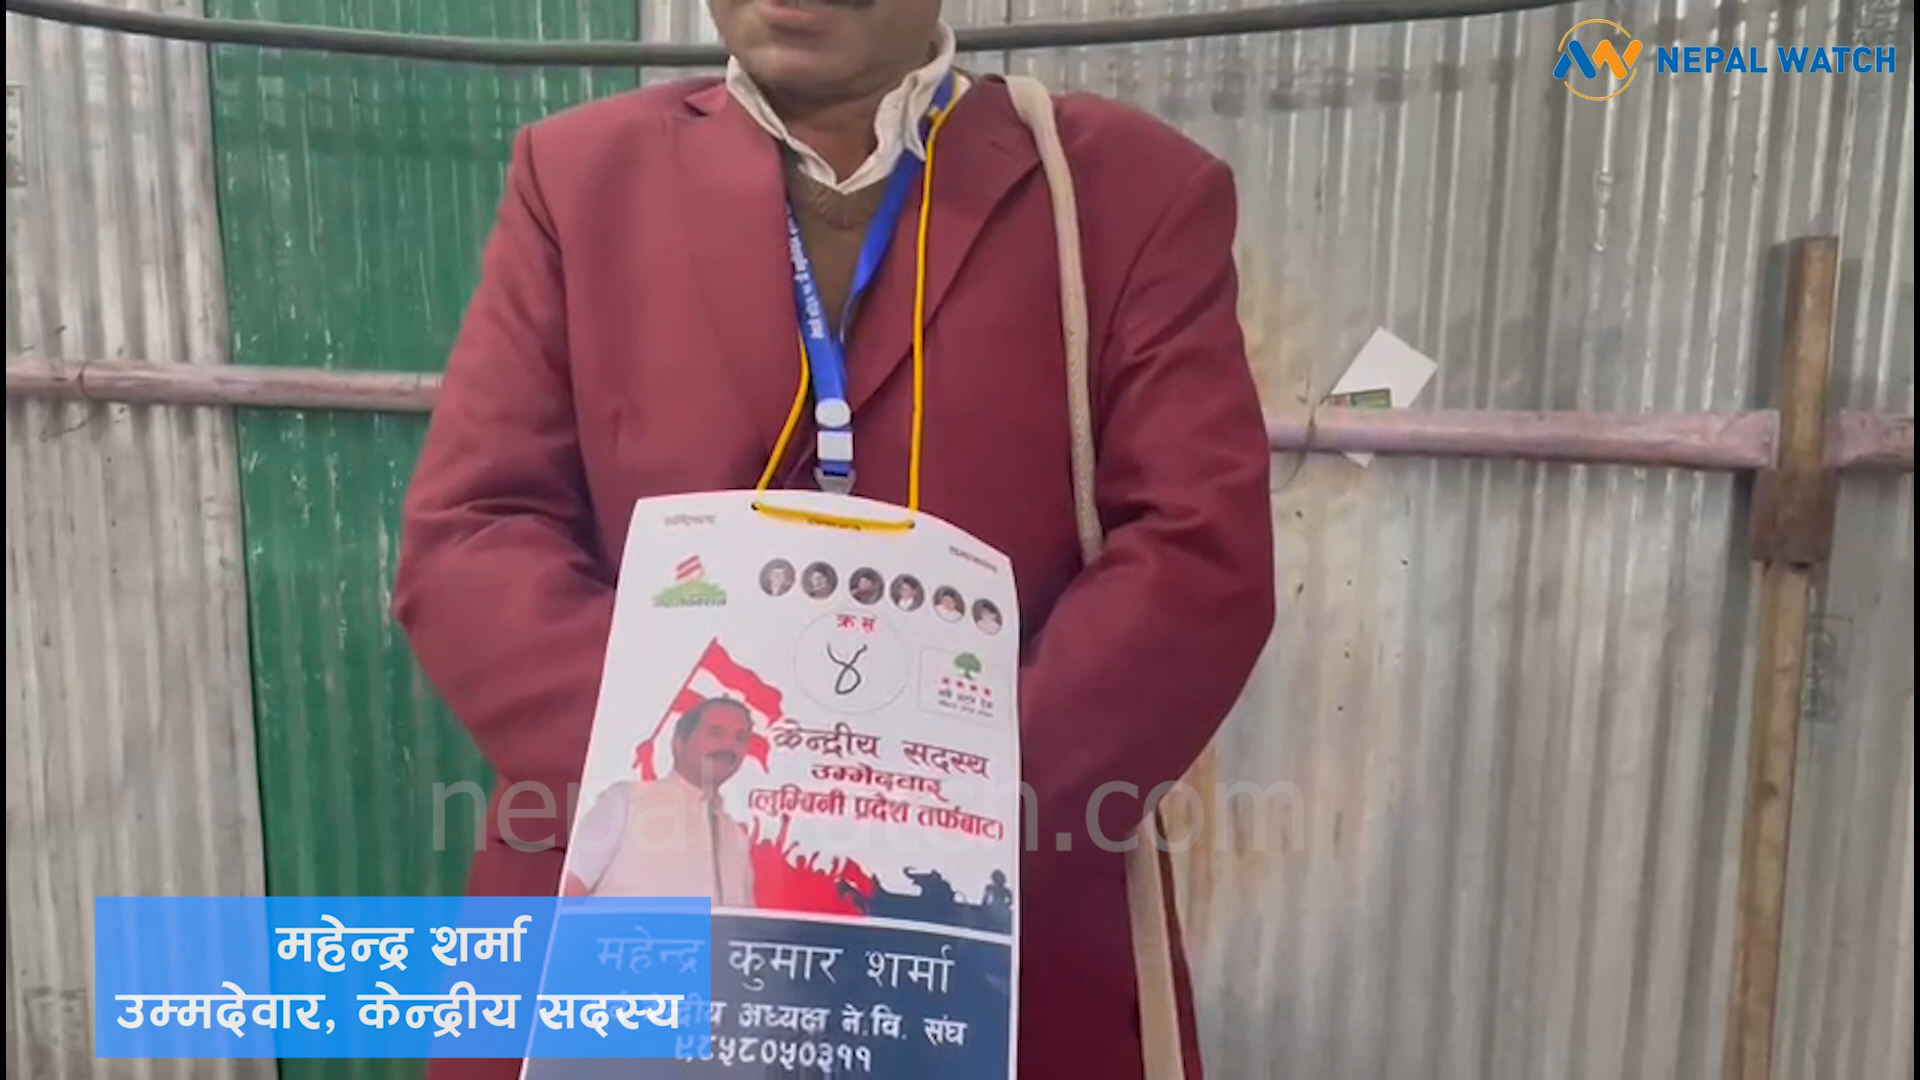 NEPAL WATCH
क्र.सं
४
केन्द्रीय सदस्य
उम्मेदवार
(लुम्बिनी प्रदेश तर्फबाट)
nepalwatch.com
महेन्द्र कुमार शर्मा
अध्यक्ष ने.वि. संघ
९८५८०५०३११
महेन्द्र शर्मा
उम्मदेवार, केन्द्रीय सदस्य